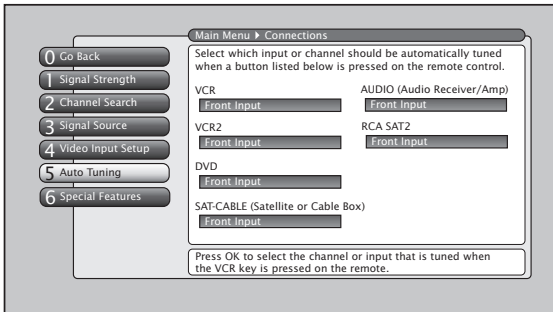 Main Menu ▶ Connections
0 Go Back
1 Signal Strength
2 Channel Search
3 Signal Source
4 Video Input Setup
5 Auto Tuning
6 Special Features
Select which input or channel should be automatically tuned
when a button listed below is pressed on the remote control.
VCR
Front Input
VCR2
Front Input
DVD
Front Input
SAT-CABLE (Satellite or Cable Box)
Front Input
AUDIO (Audio Receiver/Amp)
Front Input
RCA SAT2
Front Input
Press OK to select the channel or input that is tuned when
the VCR key is pressed on the remote.